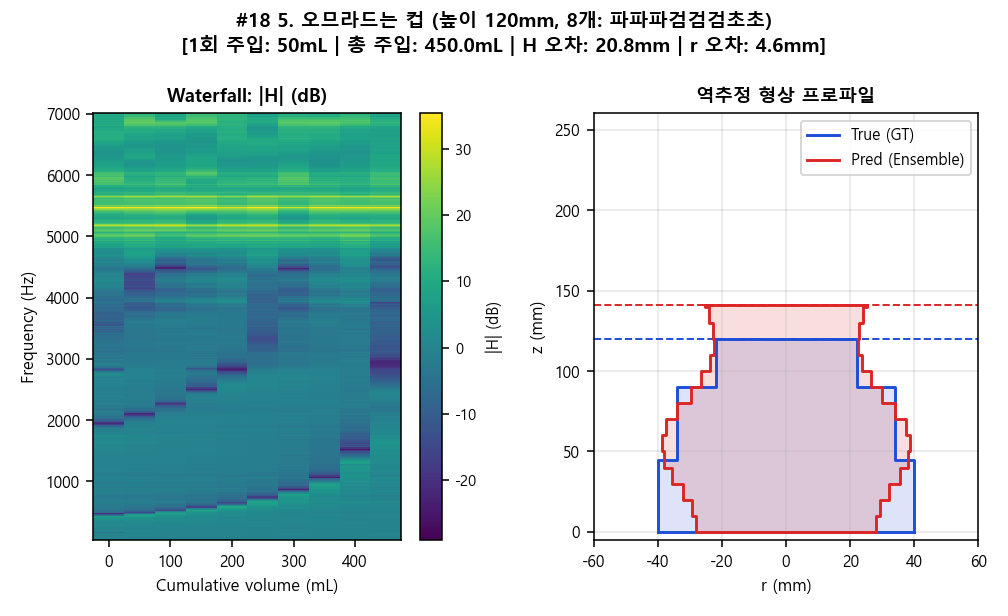 #18 5. 오므라드는 컵 (높이 120mm, 8개: 파파파검검검초초)
[1회 주입: 50mL | 총 주입: 450.0mL | H 오차: 20.8mm | r 오차: 4.6mm]
Waterfall: |H| (dB)
역추정 형상 프로파일
7000
6000
5000
4000
3000
2000
1000
Frequency (Hz)
0
100
200
300
400
Cumulative volume (mL)
30
20
10
0
-10
-20
|H| (dB)
True (GT)
Pred (Ensemble)
250
200
150
100
50
0
z (mm)
-60
-40
-20
0
20
40
60
r (mm)